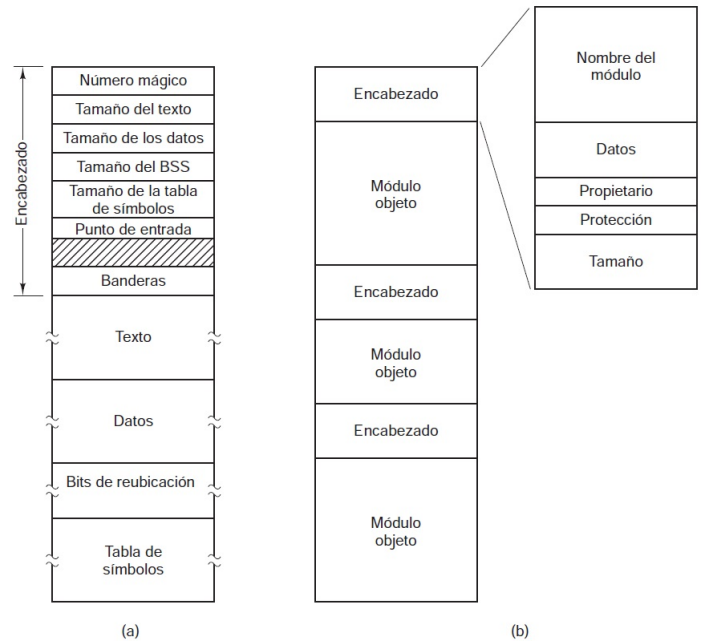 Encabezado
Número mágico
Tamaño del texto
Tamaño de los datos
Tamaño del BSS
Tamaño de la tabla
de símbolos
Punto de entrada
Banderas
Texto
Datos
Bits de reubicación
Tabla de
símbolos
(a)
Encabezado
Módulo
objeto
Encabezado
Módulo
objeto
Encabezado
Módulo
objeto
Nombre del
módulo
Datos
Propietario
Protección
Tamaño
(b)